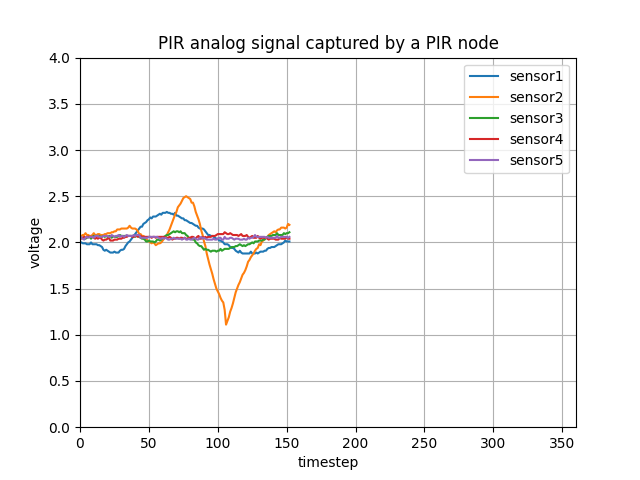 PIR analog signal captured by a PIR node
4.0
3.5
3.0
2.5
2.0
1.5
1.0
0.5
0.0
voltage
sensor1
sensor2
sensor3
sensor4
sensor5
0 50 100 150 200 250 300 350
timestep